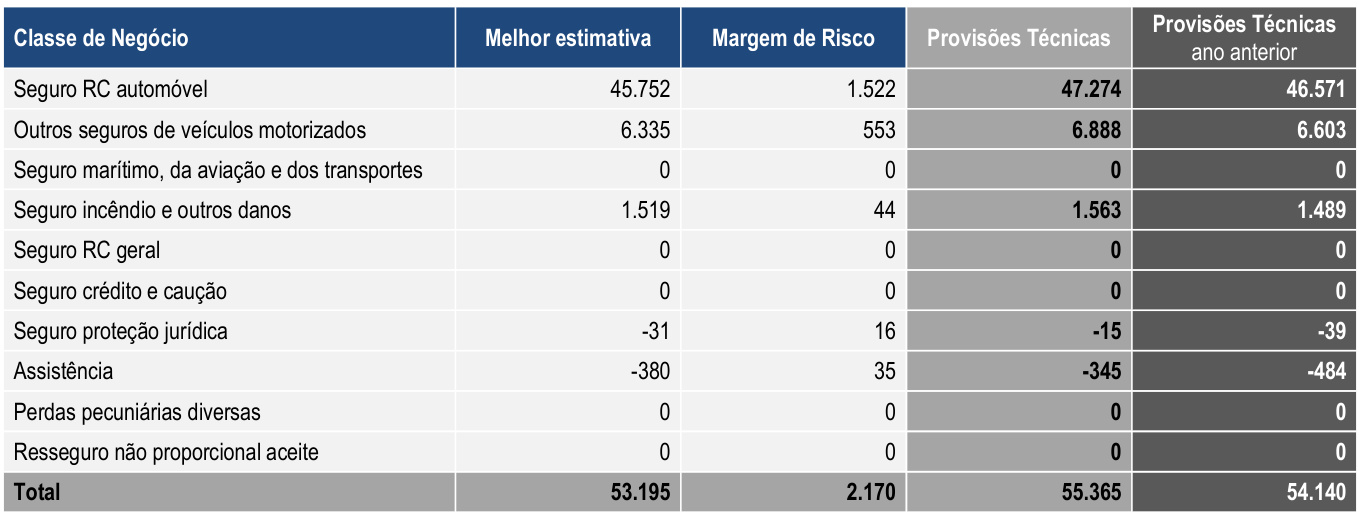 Classe de Negócio Melhor estimativa Margem de Risco Provisões Técnicas Provisões Técnicas
ano anterior
Seguro RC automóvel 45.752 1.522 47.274 46.571
Outros seguros de veículos motorizados 6.335 553 6.888 6.603
Seguro marítimo, da aviação e dos transportes 0 0 0 0
Seguro incêndio e outros danos 1.519 44 1.563 1.489
Seguro RC geral 0 0 0 0
Seguro crédito e caução 0 0 0 0
Seguro proteção jurídica -31 16 -15 -39
Assistência -380 35 -345 -484
Perdas pecuniárias diversas 0 0 0 0
Resseguro não proporcional aceite 0 0 0 0
Total 53.195 2.170 55.365 54.140